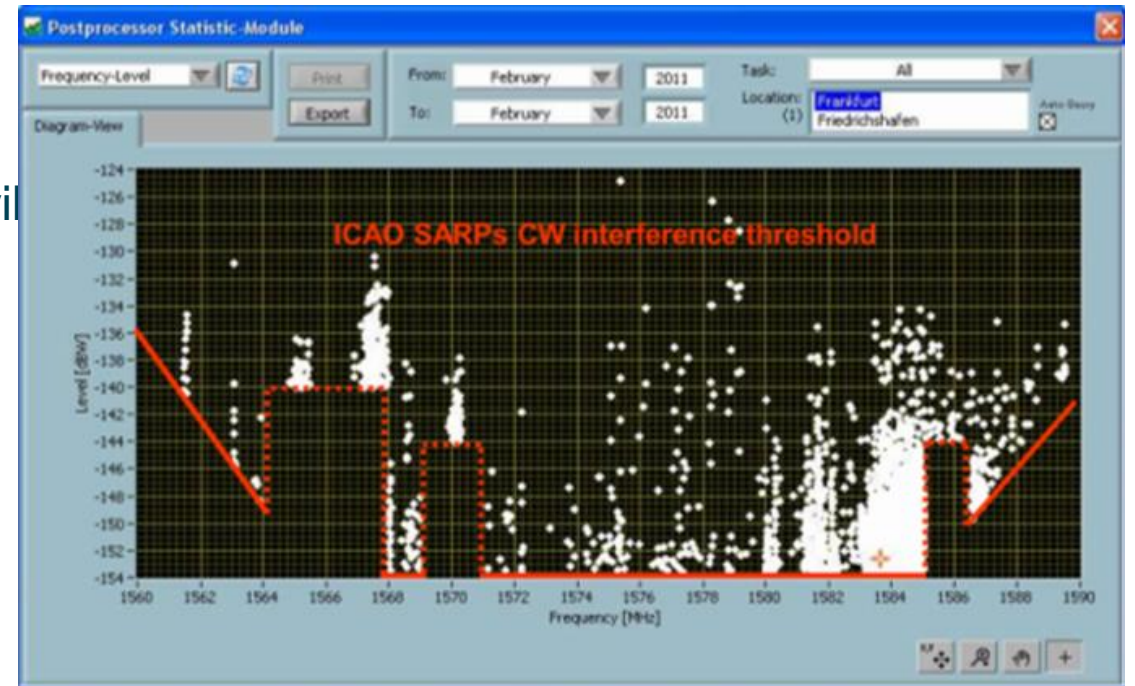 Postprocessor Statistic-Module
Frequency-Level
Print
Export
From: February 2011
To: February 2011
Task: All
Location: (1)
Frankfurt
Friedrichshafen
Diagram-View
ICAO SARPs CW interference threshold
Level [dBW]
-124
-126
-128
-130
-132
-134
-136
-138
-140
-142
-144
-146
-148
-150
-152
-154
1560 1562 1564 1566 1568 1570 1572 1574 1576 1578 1580 1582 1584 1586 1588 1590
Frequency [MHz]